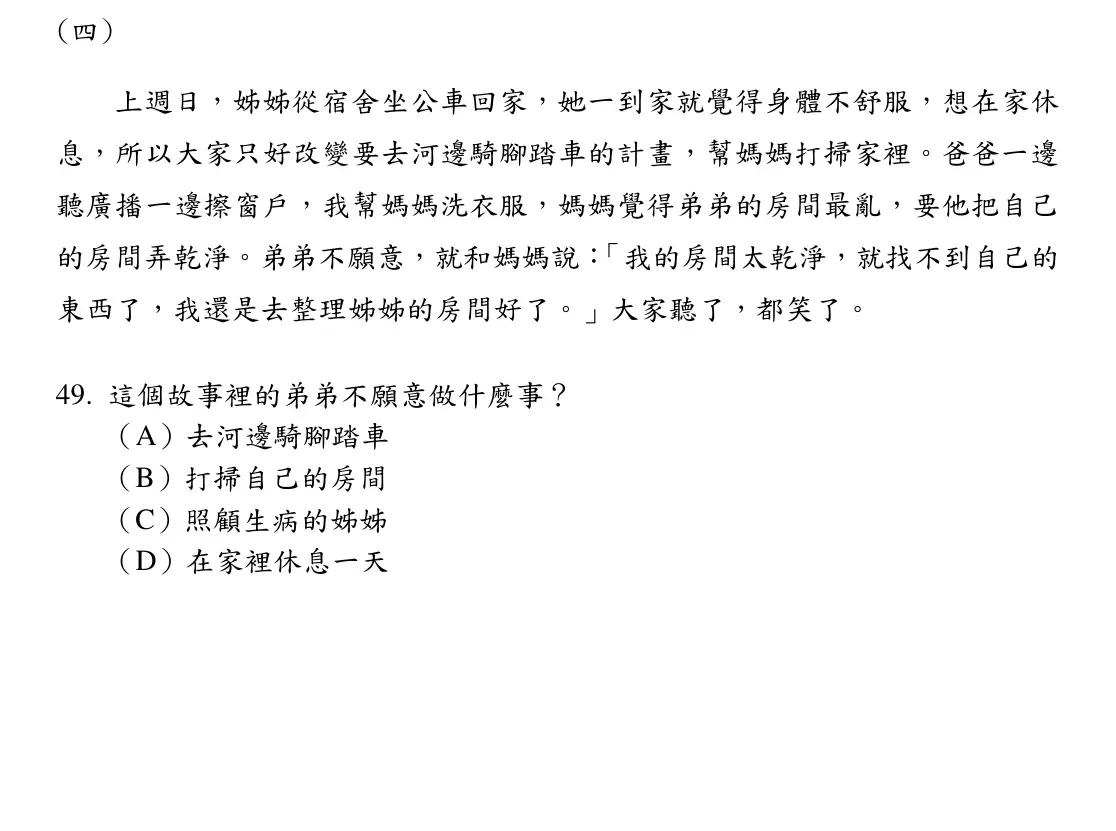 （四）
上週日，姊姊從宿舍坐公車回家，她一到家就覺得身體不舒服，想在家休
息，所以大家只好改變要去河邊騎腳踏車的計畫，幫媽媽打掃家裡。爸爸一邊
聽廣播一邊擦窗戶，我幫媽媽洗衣服，媽媽覺得弟弟的房間最亂，要他把自己
的房間弄乾淨。弟弟不願意，就和媽媽說：「我的房間太乾淨，就找不到自己的
東西了，我還是去整理姊姊的房間好了。」大家聽了，都笑了。
49. 這個故事裡的弟弟不願意做什麼事？
（A）去河邊騎腳踏車
（B）打掃自己的房間
（C）照顧生病的姊姊
（D）在家裡休息一天